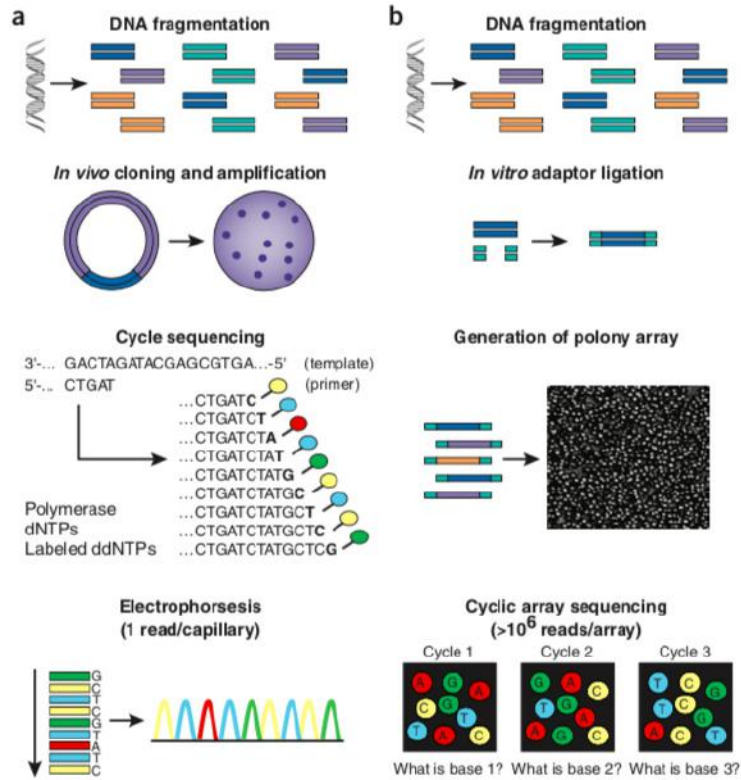 a
DNA fragmentation
In vivo cloning and amplification
Cycle sequencing
3'-... GACTAGATACGAGCGTGA...-5' (template)
5'-... CTGAT (primer)
...CTGATC
...CTGATCT
...CTGATCTA
...CTGATCTAT
...CTGATCTATG
...CTGATCTATGC
...CTGATCTATGCT
...CTGATCTATGCTC
...CTGATCTATGCTCG
Polymerase
dNTPs
Labeled ddNTPs
Electrophorsesis
(1 read/capillary)
G
C
T
C
G
T
A
T
C
b
DNA fragmentation
In vitro adaptor ligation
Generation of polony array
Cyclic array sequencing
(>10⁶ reads/array)
Cycle 1
A G A
C G
T T
A C
What is base 1?
Cycle 2
G A C
T G
A
A G C
What is base 2?
Cycle 3
T C G
C
T G
A C T
What is base 3?